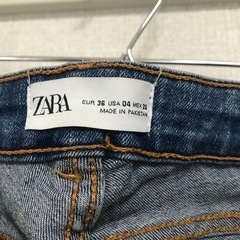 ZARA
EUR 36 USA 04 MEX 26
MADE IN PAKISTAN